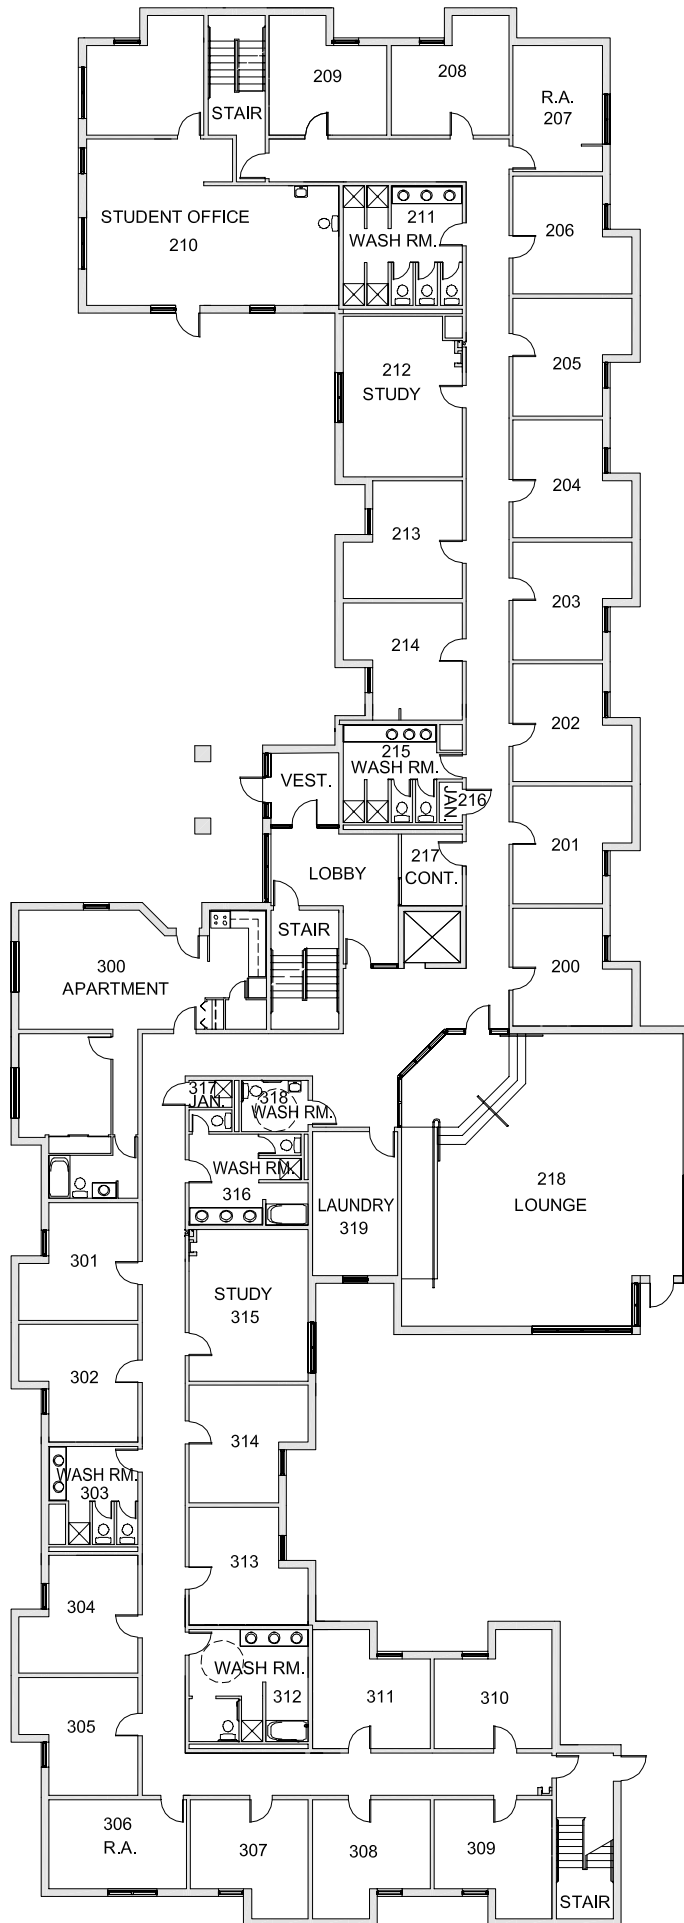 209
208
STAIR
R.A.
207
STUDENT OFFICE
210
211
WASH RM.
206
212
STUDY
205
204
213
203
214
202
215
WASH RM.
VEST.
JAN.
216
201
217
CONT.
LOBBY
STAIR
200
300
APARTMENT
317
JAN.
318
WASH RM.
WASH RM.
316
LAUNDRY
319
218
LOUNGE
301
STUDY
315
302
314
WASH RM.
303
313
304
WASH RM.
312
311
310
305
306
R.A.
307
308
309
STAIR